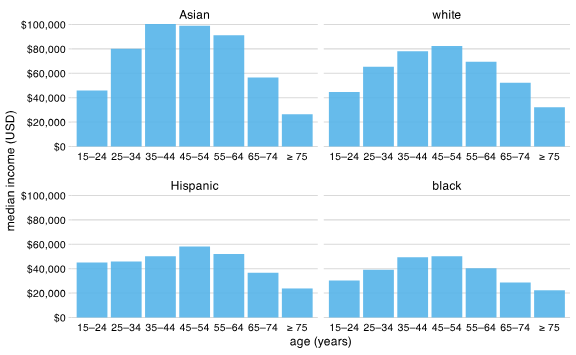 Asian white
$100,000
$80,000
$60,000
$40,000
$20,000
$0
15–24 25–34 35–44 45–54 55–64 65–74 ≥ 75 15–24 25–34 35–44 45–54 55–64 65–74 ≥ 75
median income (USD)
Hispanic black
$100,000
$80,000
$60,000
$40,000
$20,000
$0
15–24 25–34 35–44 45–54 55–64 65–74 ≥ 75 15–24 25–34 35–44 45–54 55–64 65–74 ≥ 75
age (years)